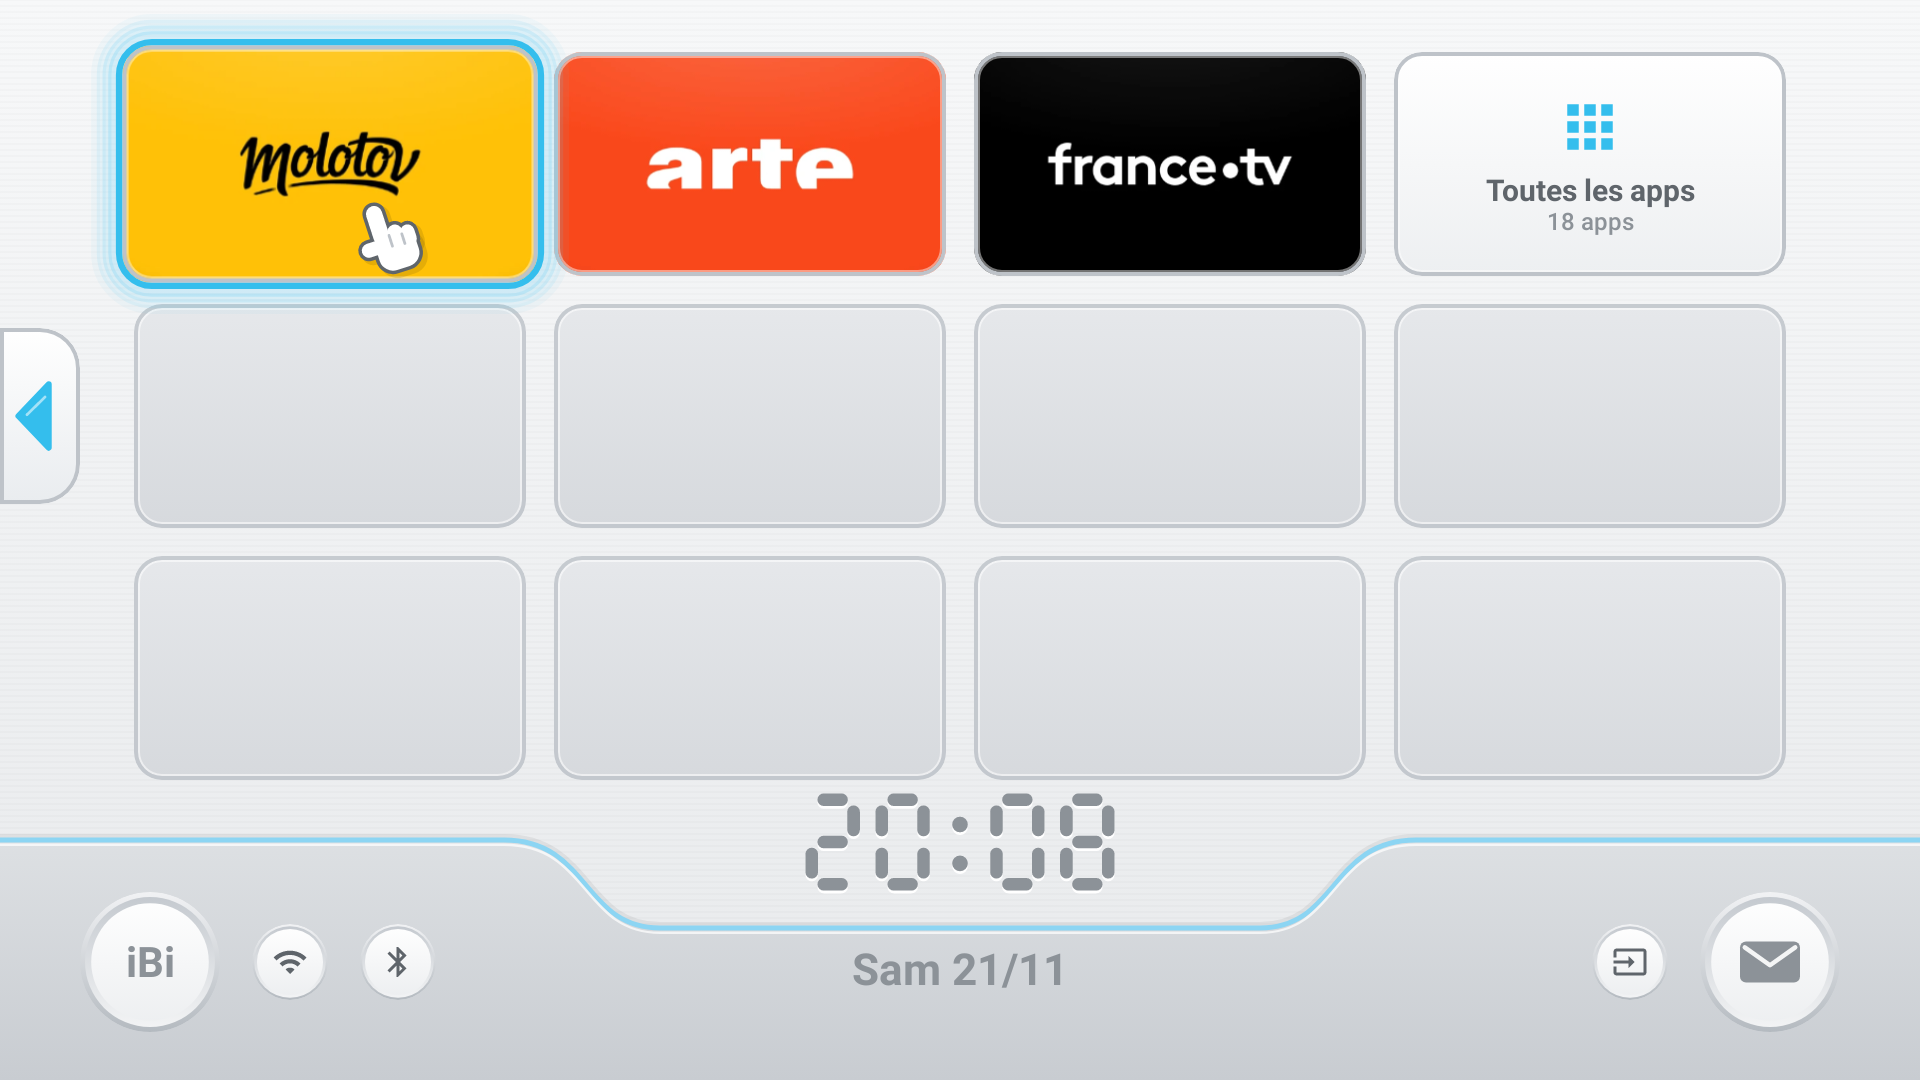 molotov
arte
france•tv
Toutes les apps
18 apps
20:08
iBi
Sam 21/11